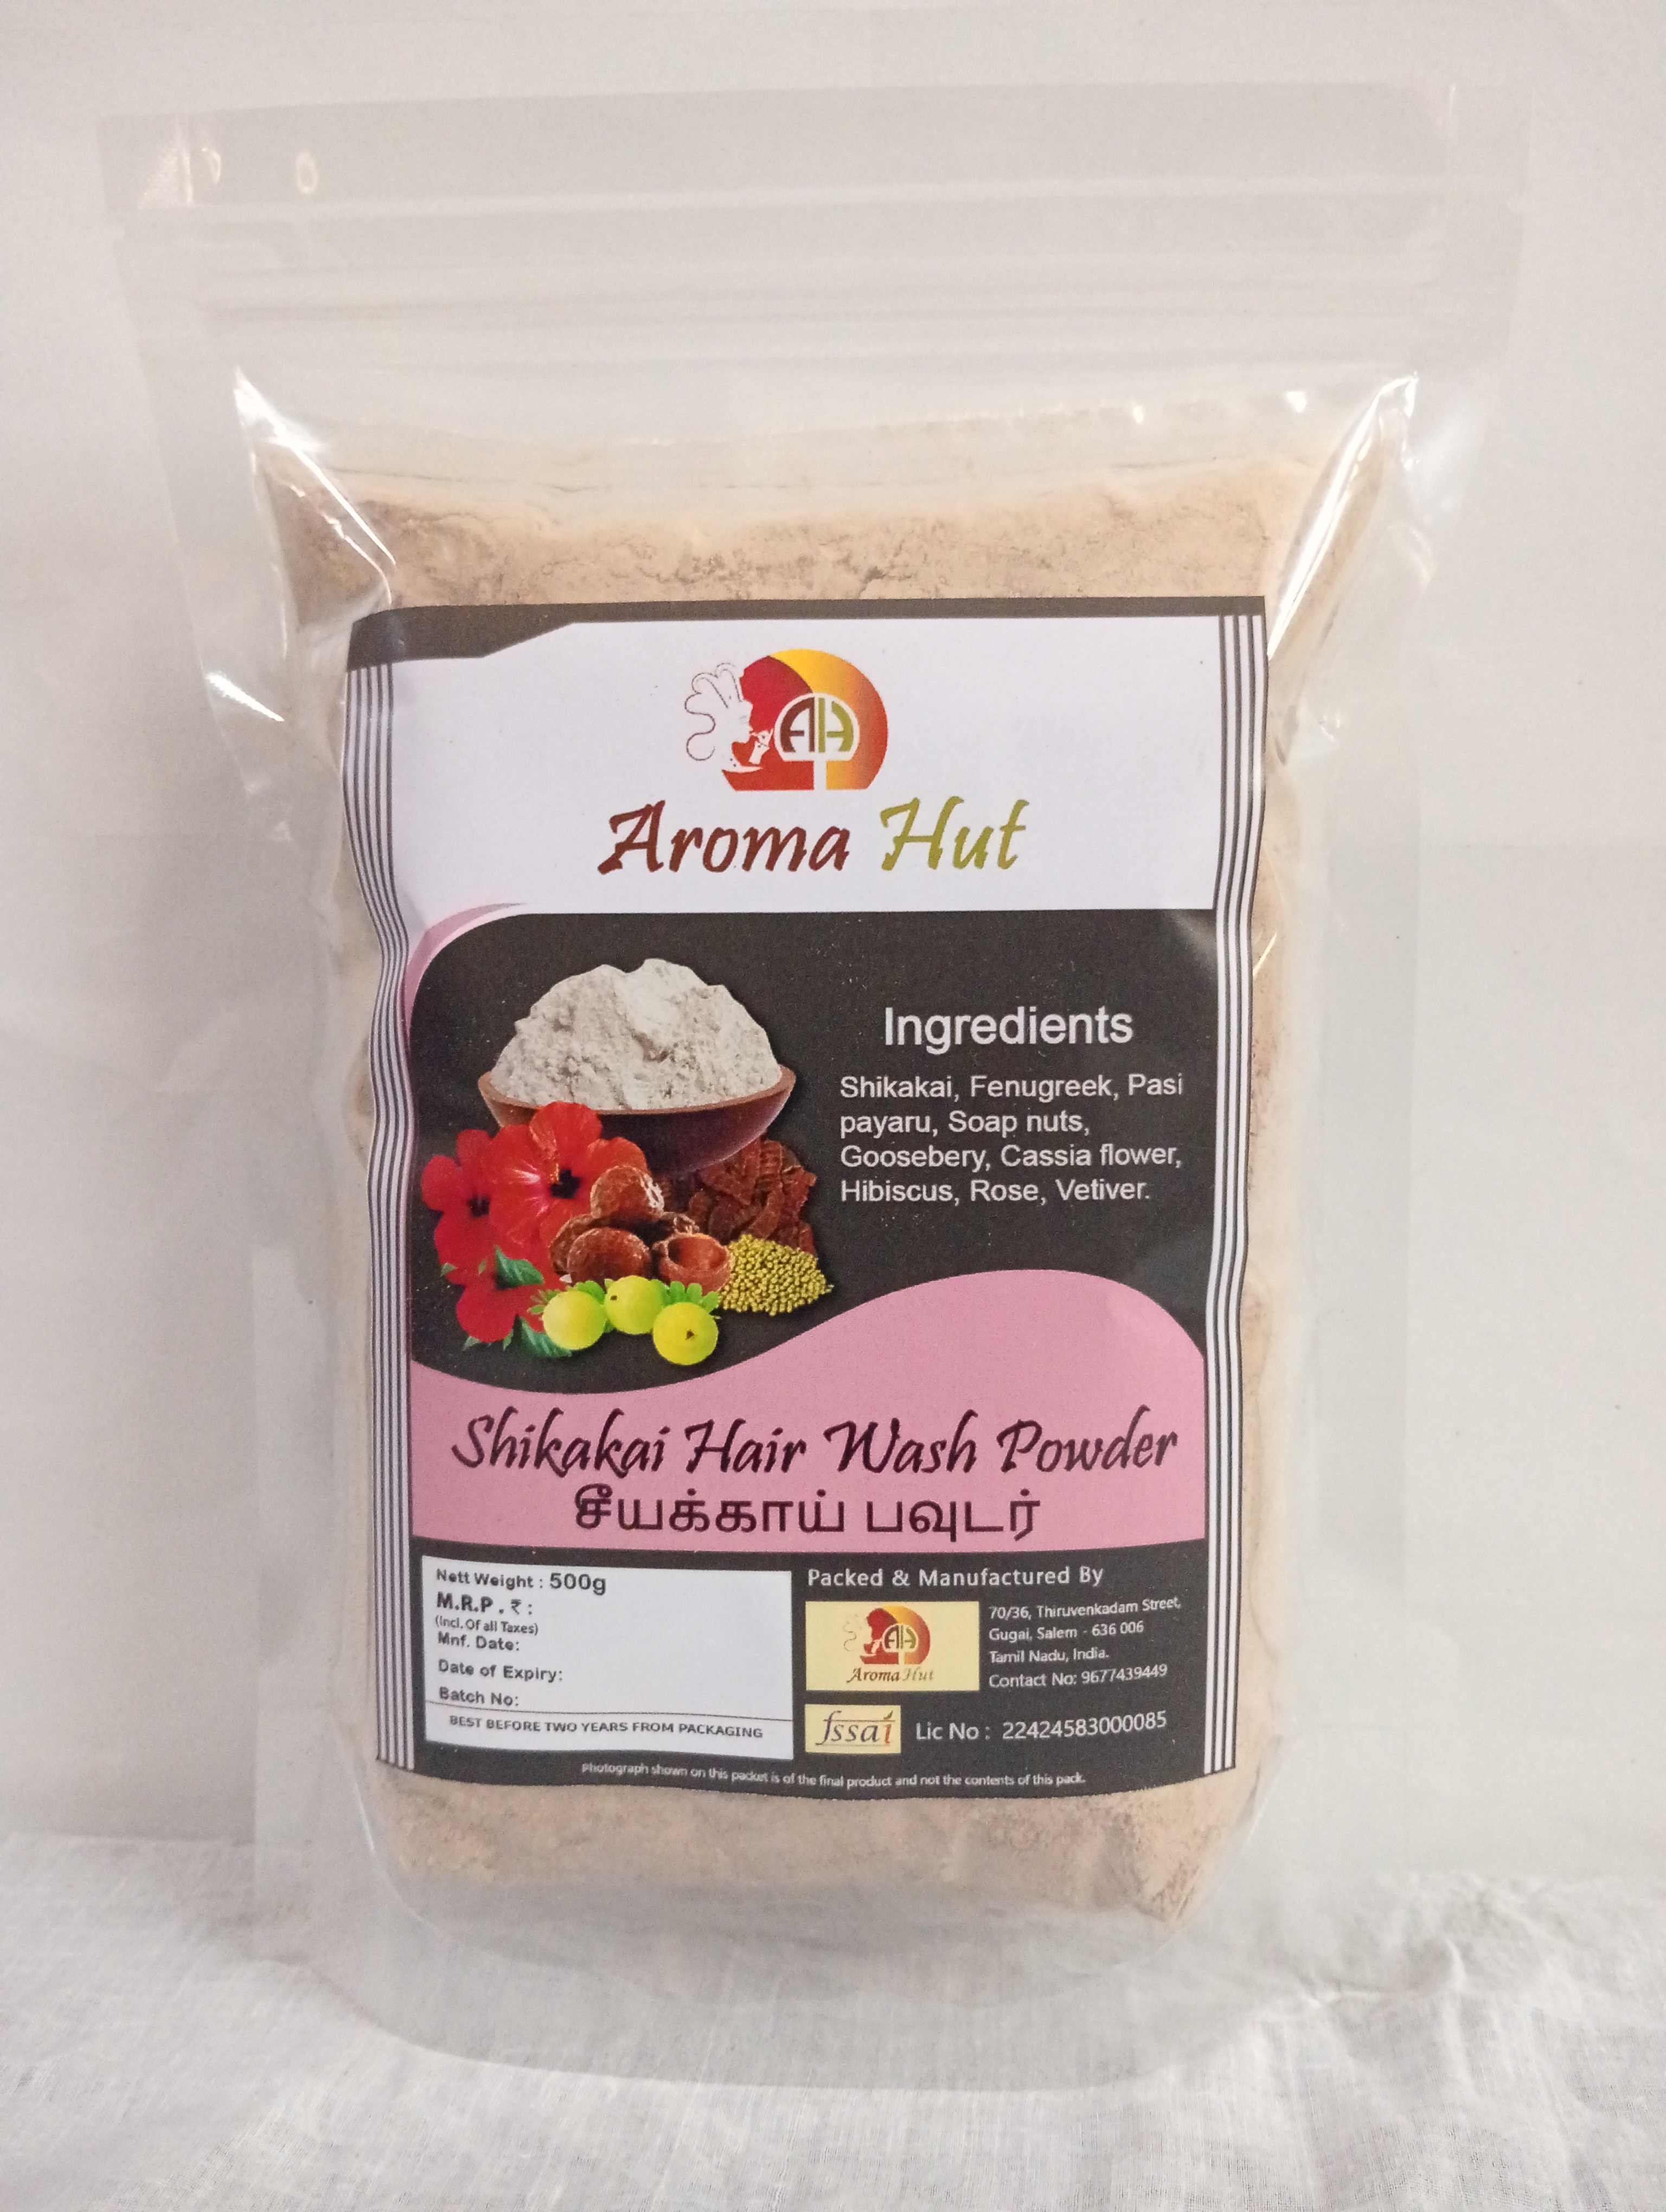 AH
Aroma Hut
Ingredients
Shikakai, Fenugreek, Pasi
payaru, Soap nuts,
Goosebery, Cassia flower,
Hibiscus, Rose, Vetiver.
Shikakai Hair Wash Powder
சீயக்காய் பவுடர்
Nett Weight : 500g
M.R.P . ₹ :
(Incl. Of all Taxes)
Mnf. Date:
Date of Expiry:
Batch No:
BEST BEFORE TWO YEARS FROM PACKAGING
Packed & Manufactured By
AH
Aroma Hut
70/36, Thiruvenkadam Street,
Gugai, Salem - 636 006
Tamil Nadu, India.
Contact No: 9677439449
fssai
Lic No : 22424583000085
Photograph shown on this packet is of the final product and not the contents of this pack.